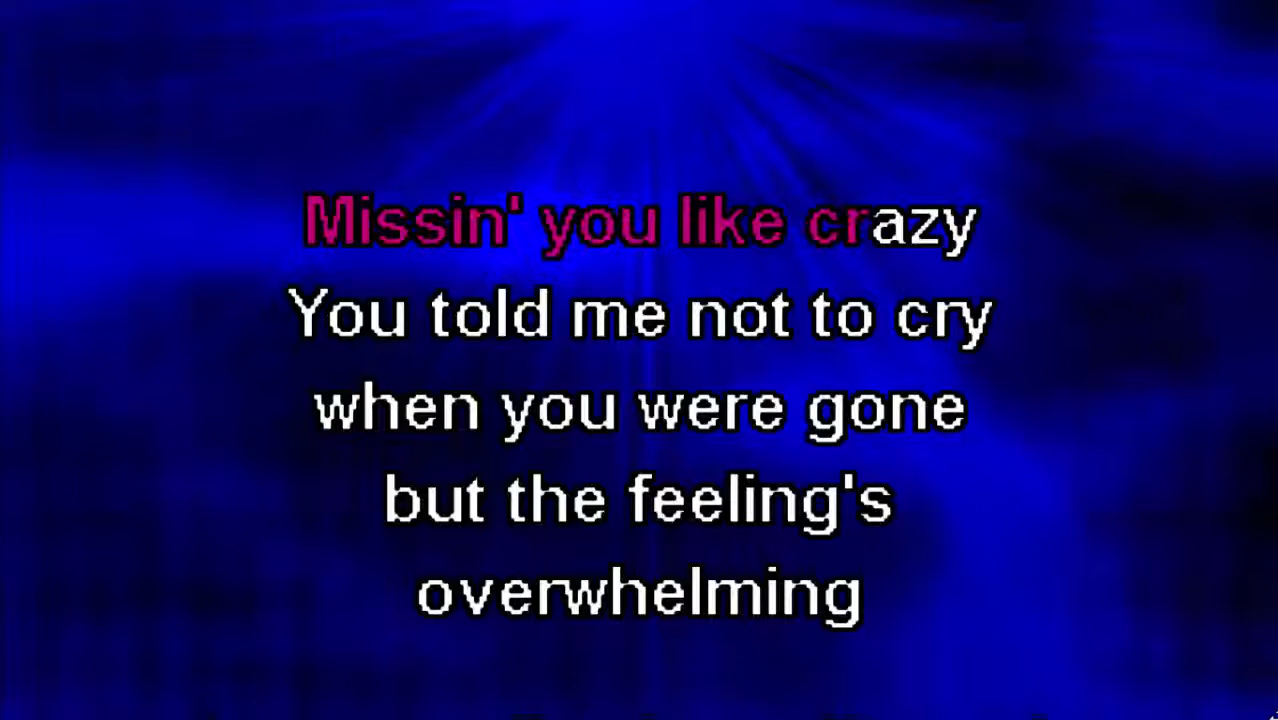 Missin' you like crazy
You told me not to cry
when you were gone
but the feeling's
overwhelming